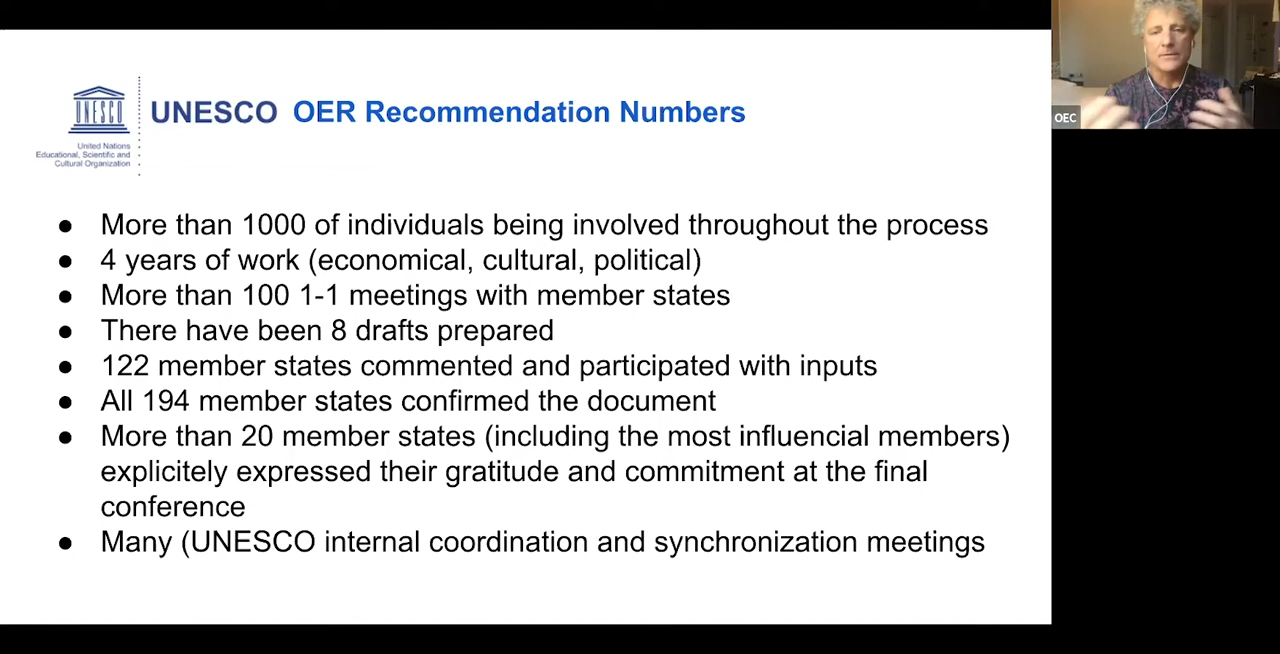 UNESCO
UNESCO OER Recommendation Numbers
United Nations
Educational, Scientific and
Cultural Organization
OEC
● More than 1000 of individuals being involved throughout the process
● 4 years of work (economical, cultural, political)
● More than 100 1-1 meetings with member states
● There have been 8 drafts prepared
● 122 member states commented and participated with inputs
● All 194 member states confirmed the document
● More than 20 member states (including the most influencial members)
explicitely expressed their gratitude and commitment at the final
conference
● Many (UNESCO internal coordination and synchronization meetings